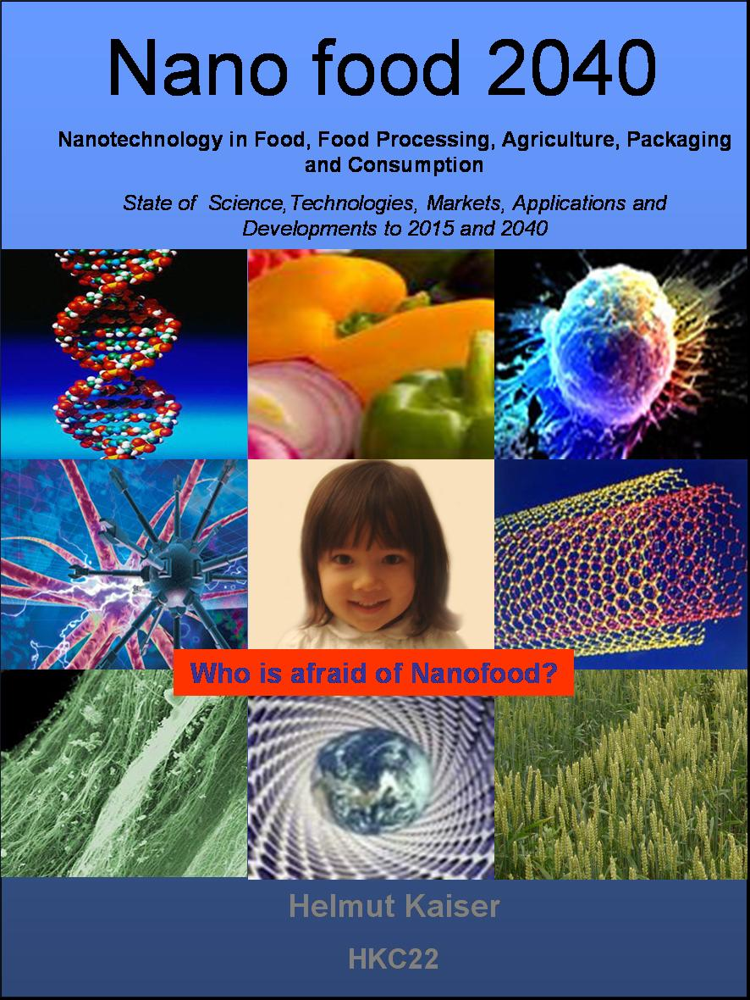 Nano food 2040
Nanotechnology in Food, Food Processing, Agriculture, Packaging
and Consumption
State of Science,Technologies, Markets, Applications and
Developments to 2015 and 2040
Who is afraid of Nanofood?
Helmut Kaiser
HKC22